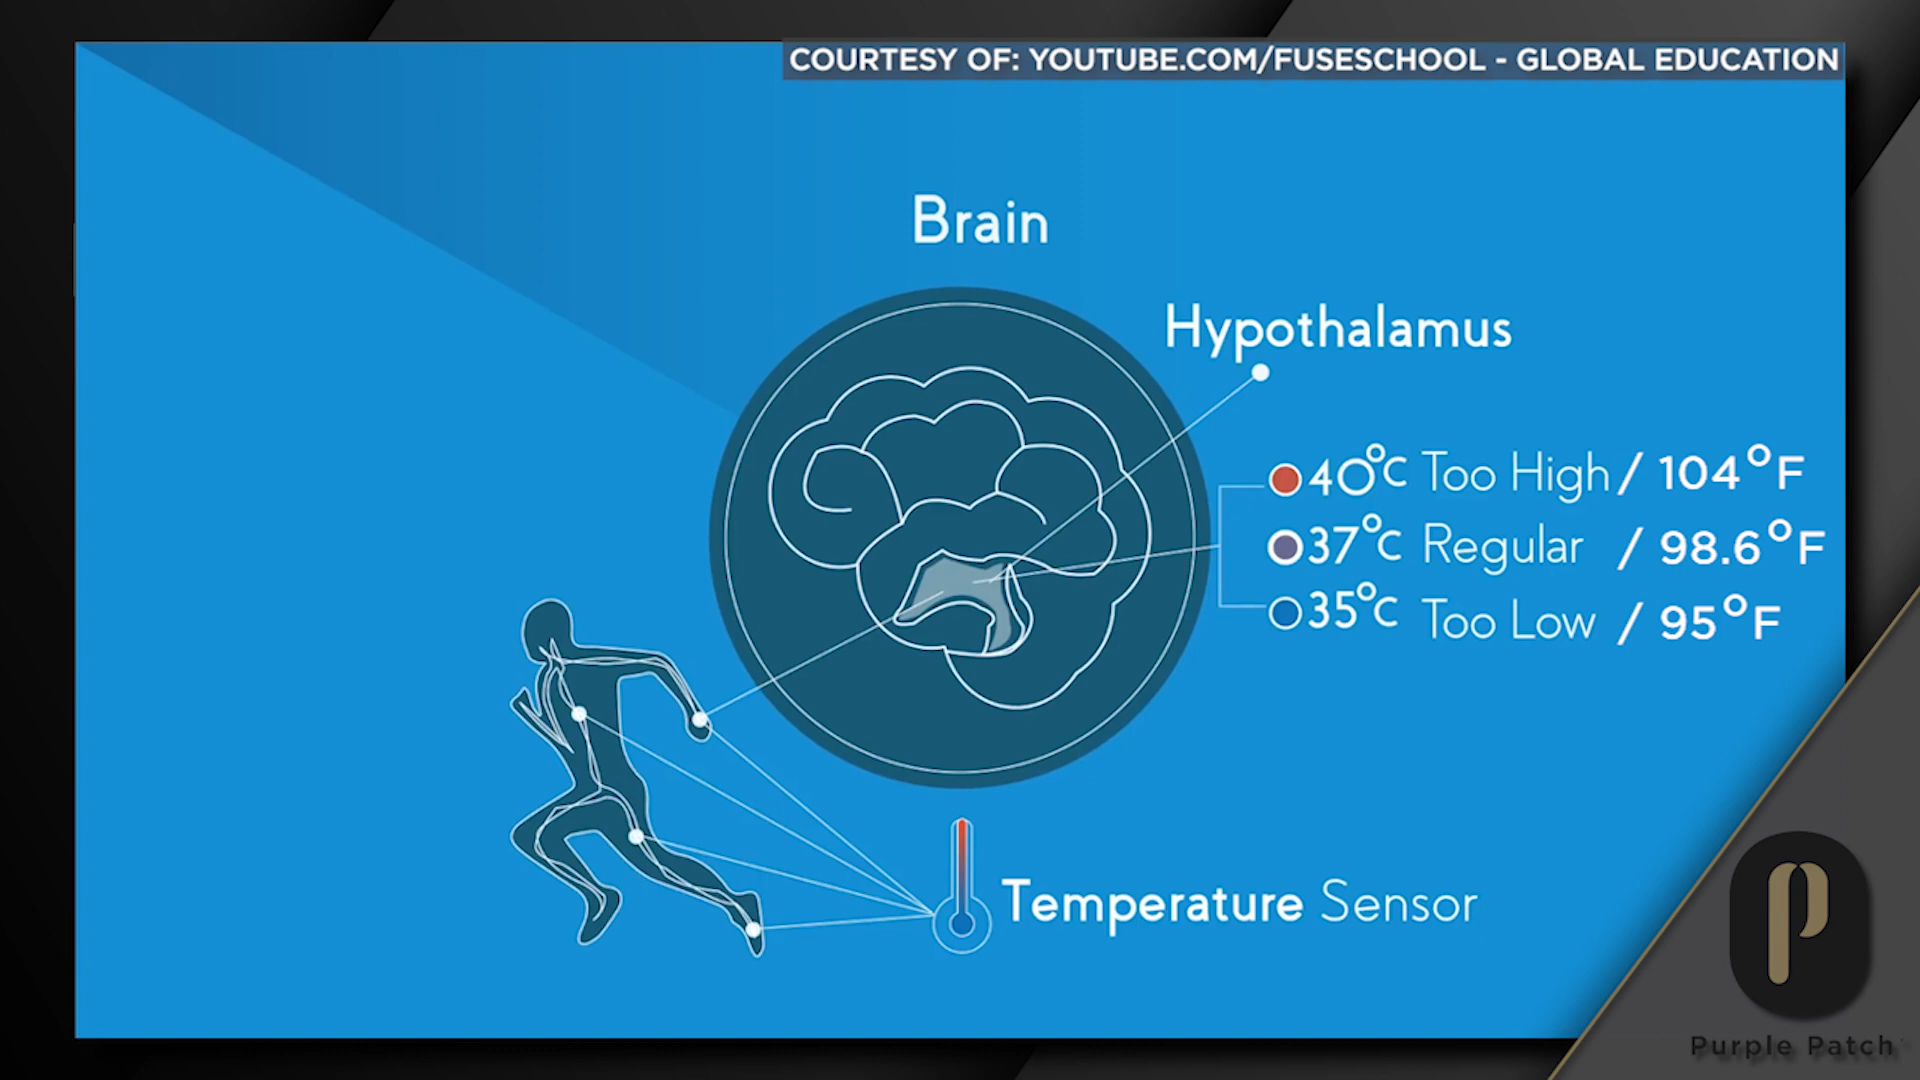 COURTESY OF: YOUTUBE.COM/FUSESCHOOL - GLOBAL EDUCATION
Brain
Hypothalamus
40°C Too High / 104°F
37°C Regular / 98.6°F
35°C Too Low / 95°F
Temperature Sensor
Purple Patch